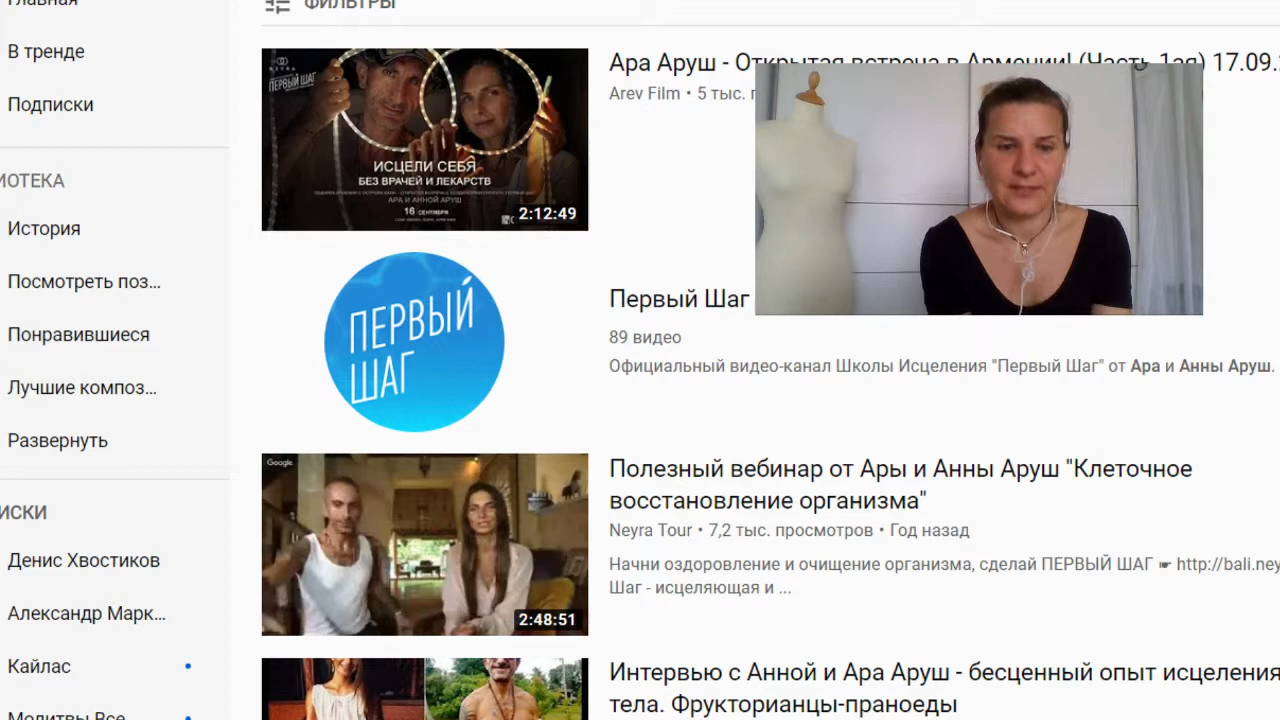 Главная
ФИЛЬТРЫ
В тренде
Подписки
ИОТЕКА
История
Посмотреть поз...
Понравившиеся
Лучшие композ...
Развернуть
ИСКИ
Денис Хвостиков
Александр Марк...
Кайлас
Молитвы Все
ПЕРВЫЙ ШАГ
ИСЦЕЛИ СЕБЯ
БЕЗ ВРАЧЕЙ И ЛЕКАРСТВ
АРА И АННОЙ АРУШ
16 СЕНТЯБРЯ
2:12:49
Ара Аруш - Открытая встреча в Армении! (Часть 1ая) 17.09.
Arev Film • 5 тыс.
ПЕРВЫЙ
ШАГ
Первый Шаг
89 видео
Официальный видео-канал Школы Исцеления "Первый Шаг" от Ара и Анны Аруш.
Google
2:48:51
Полезный вебинар от Ары и Анны Аруш "Клеточное
восстановление организма"
Neyra Tour • 7,2 тыс. просмотров • Год назад
Начни оздоровление и очищение организма, сделай ПЕРВЫЙ ШАГ ☛ http://bali.ney
Шаг - исцеляющая и ...
Интервью с Анной и Ара Аруш - бесценный опыт исцеления
тела. Фрукторианцы-праноеды